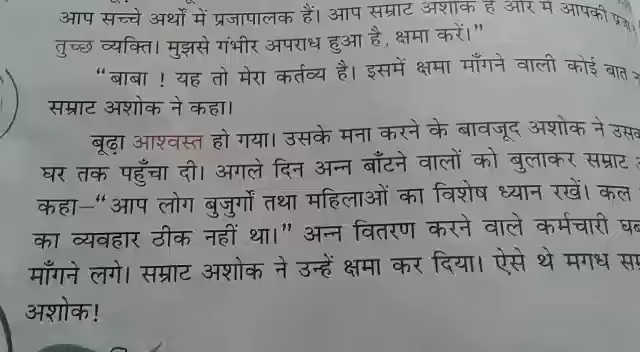 आप सच्चे अर्थों में प्रजापालक हैं। आप सम्राट अशोक हैं और मैं आपकी
तुच्छ व्यक्ति। मुझसे गंभीर अपराध हुआ है, क्षमा करें।”
“बाबा ! यह तो मेरा कर्तव्य है। इसमें क्षमा माँगने वाली कोई बात
सम्राट अशोक ने कहा।
बूढ़ा आश्वस्त हो गया। उसके मना करने के बावजूद अशोक ने
घर तक पहुँचा दी। अगले दिन अन्न बाँटने वालों को बुलाकर सम्राट
कहा–“आप लोग बुजुर्गों तथा महिलाओं का विशेष ध्यान रखें। कल
का व्यवहार ठीक नहीं था।” अन्न वितरण करने वाले कर्मचारी
माँगने लगे। सम्राट अशोक ने उन्हें क्षमा कर दिया। ऐसे थे मगध
अशोक!